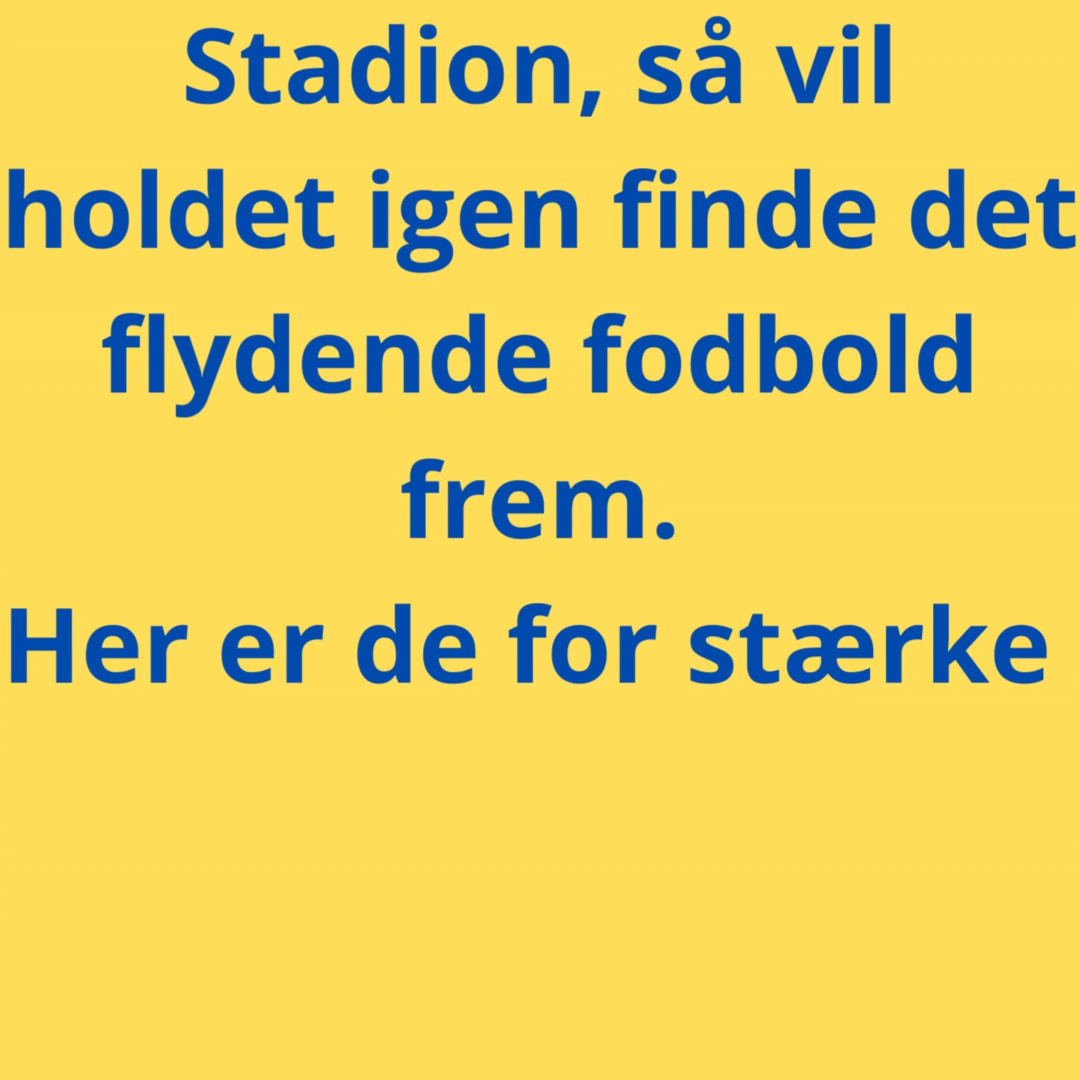 Stadion, så vil
holdet igen finde det
flydende fodbold
frem.
Her er de for stærke